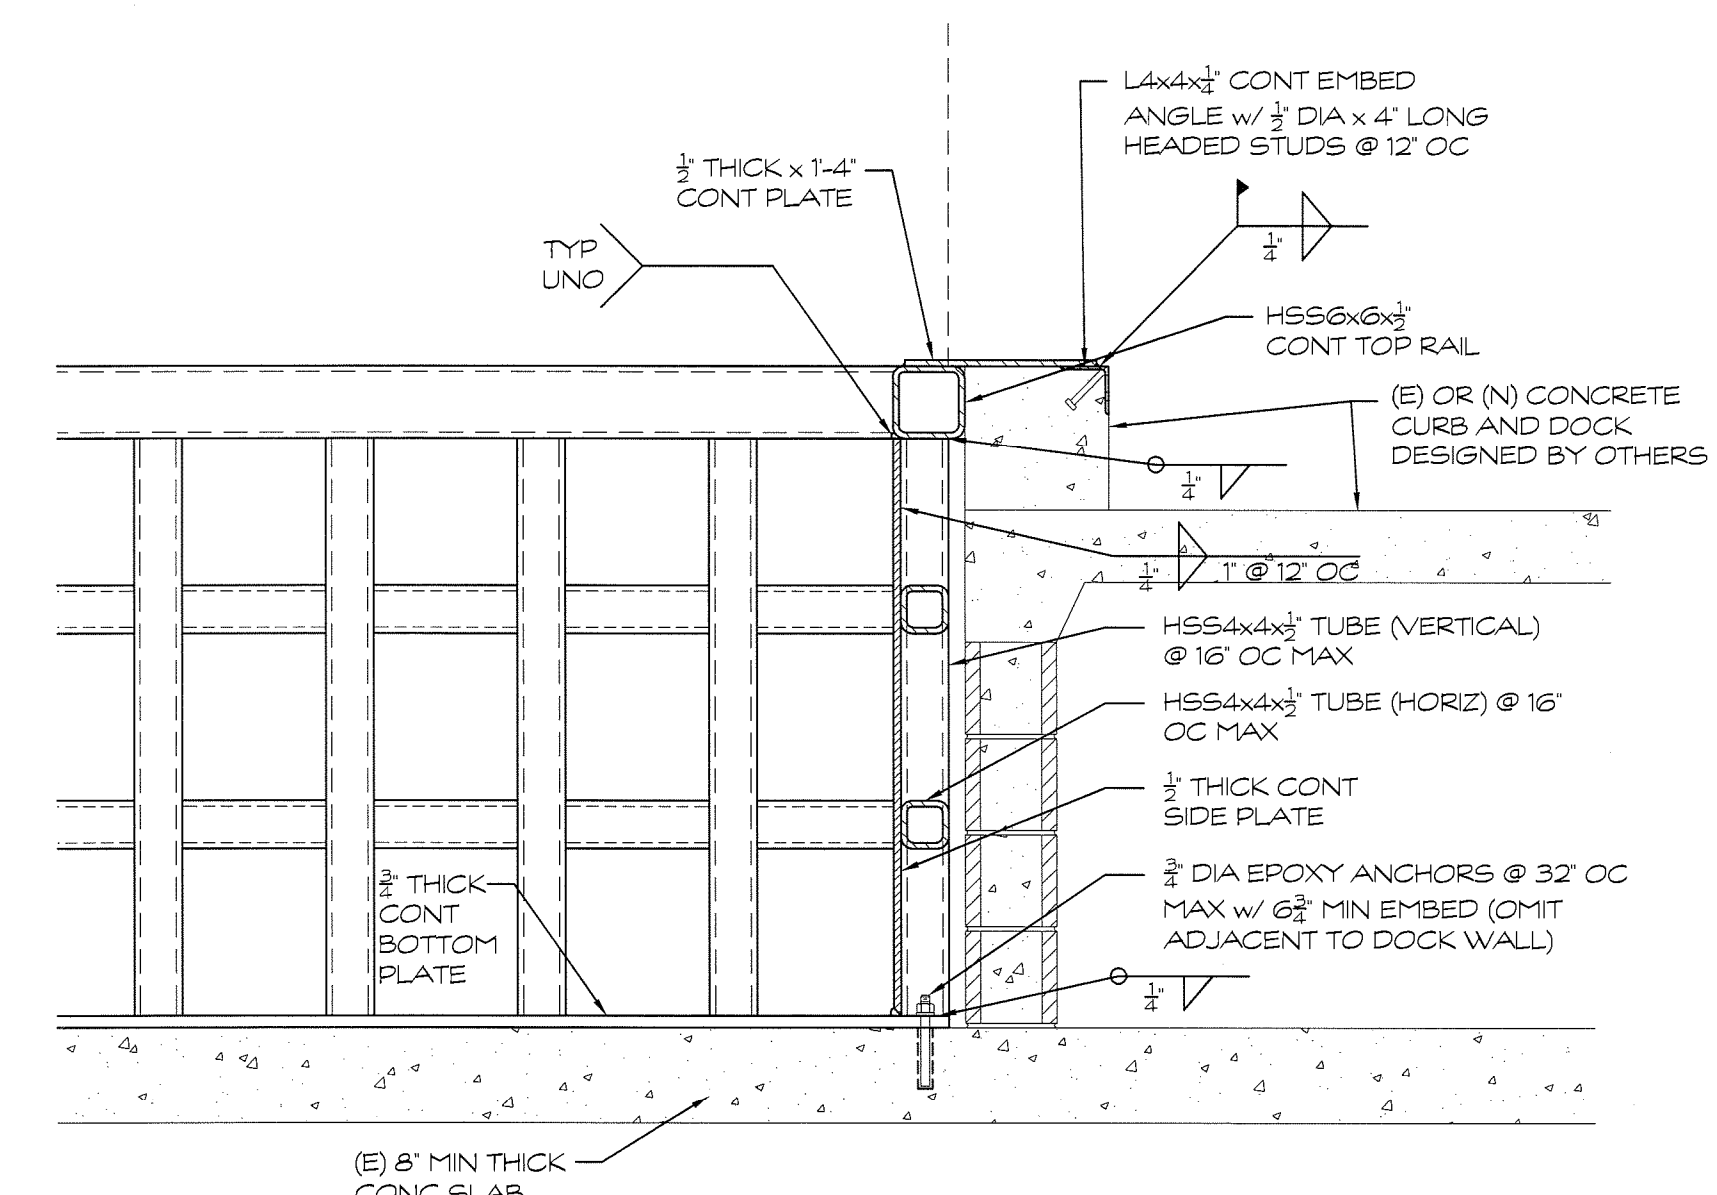 L4x4x1/4" CONT EMBED
ANGLE w/ 1/2" DIA x 4" LONG
HEADED STUDS @ 12" OC
1/2" THICK x 1'-4"
CONT PLATE
1/4"
TYP
UNO
HSS6x6x1/2"
CONT TOP RAIL
(E) OR (N) CONCRETE
CURB AND DOCK
DESIGNED BY OTHERS
1/4"
1/4" 1" @ 12" OC
HSS4x4x1/2" TUBE (VERTICAL)
@ 16" OC MAX
HSS4x4x1/2" TUBE (HORIZ) @ 16"
OC MAX
1/2" THICK CONT
SIDE PLATE
3/4" THICK
CONT
BOTTOM
PLATE
3/4" DIA EPOXY ANCHORS @ 32" OC
MAX w/ 6 3/4" MIN EMBED (OMIT
ADJACENT TO DOCK WALL)
1/4"
(E) 8" MIN THICK
CONC SLAB